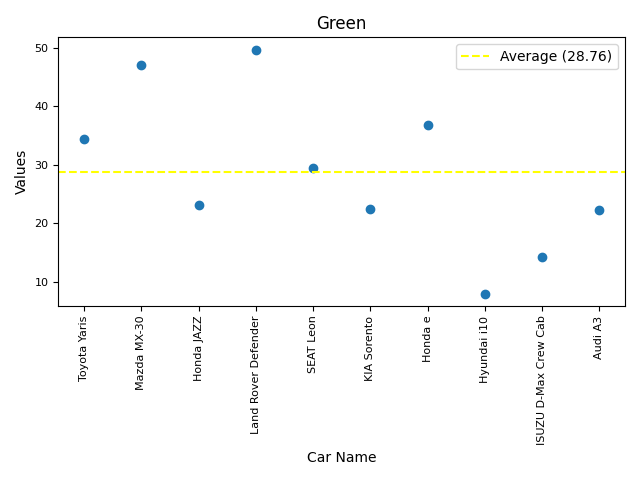 Green
Average (28.76)
Values
50
40
30
20
10
Toyota Yaris
Mazda MX-30
Honda JAZZ
Land Rover Defender
SEAT Leon
KIA Sorento
Honda e
Hyundai i10
ISUZU D-Max Crew Cab
Audi A3
Car Name